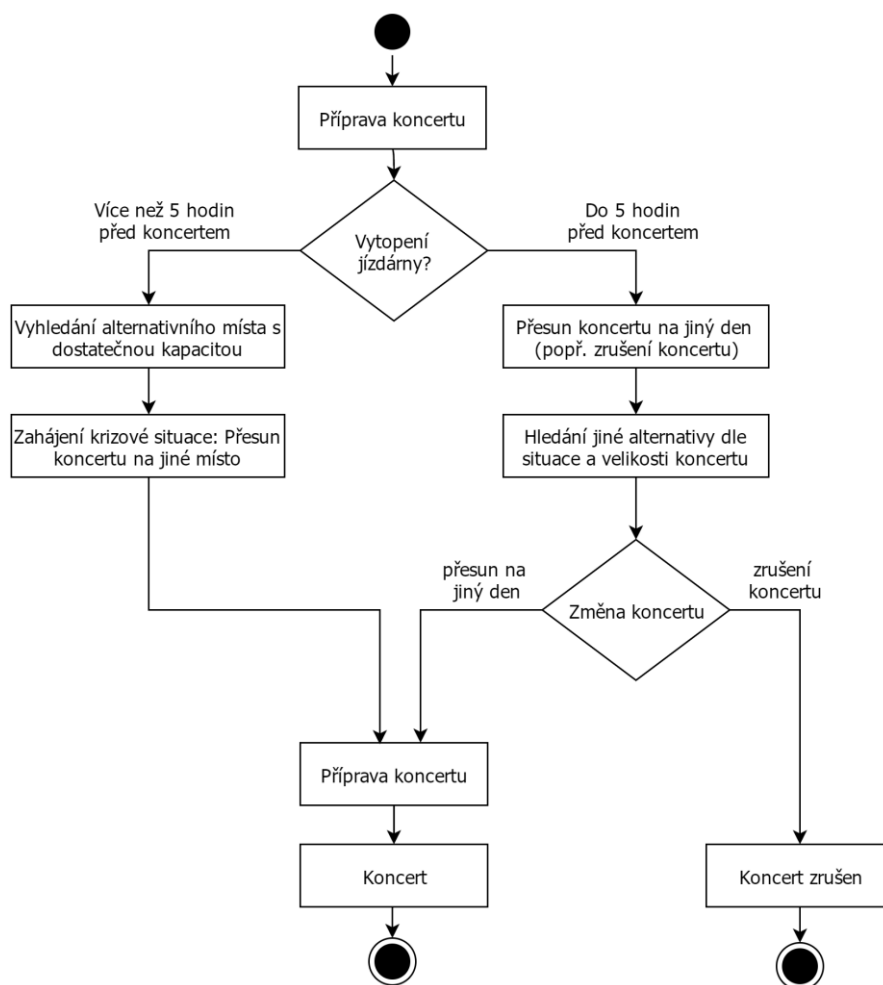 Příprava koncertu
Více než 5 hodin
před koncertem
Do 5 hodin
před koncertem
Vytopení
jízdárny?
Vyhledání alternativního místa s
dostatečnou kapacitou
Přesun koncertu na jiný den
(popř. zrušení koncertu)
Zahájení krizové situace: Přesun
koncertu na jiné místo
Hledání jiné alternativy dle
situace a velikosti koncertu
přesun na
jiný den
zrušení
koncertu
Změna koncertu
Příprava koncertu
Koncert
Koncert zrušen